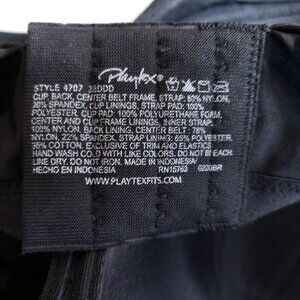 Playtex
STYLE 4707 38DDD
CUP, BACK, CENTER BELT FRAME, STRAP: 80% NYLON,
20% SPANDEX. CUP LININGS, STRAP PAD: 100%
POLYESTER. CUP PAD: 100% POLYURETHANE FOAM.
CENTER AND CUP FRAME LININGS, INNER STRAP:
100% NYLON. BACK LINING, CENTER BELT: 78%
NYLON, 22% SPANDEX. STRAP LINING: 65% POLYESTER,
35% COTTON. EXCLUSIVE OF TRIM AND ELASTICS
HAND WASH COLD WITH LIKE COLORS. DO NOT BLEACH.
LINE DRY. DO NOT IRON. MADE IN INDONESIA
HECHO EN INDONESIA RN15763
WWW.PLAYTEXFITS.COM